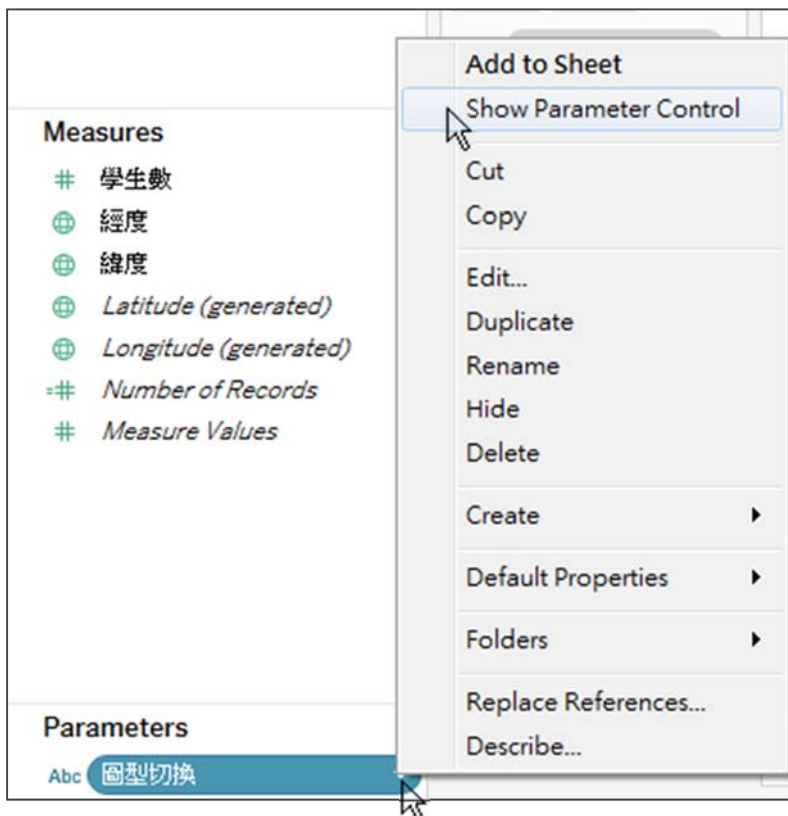 Measures
學生數
經度
緯度
Latitude (generated)
Longitude (generated)
Number of Records
Measure Values
Parameters
Abc 圖型切換
Add to Sheet
Show Parameter Control
Cut
Copy
Edit...
Duplicate
Rename
Hide
Delete
Create
Default Properties
Folders
Replace References...
Describe...